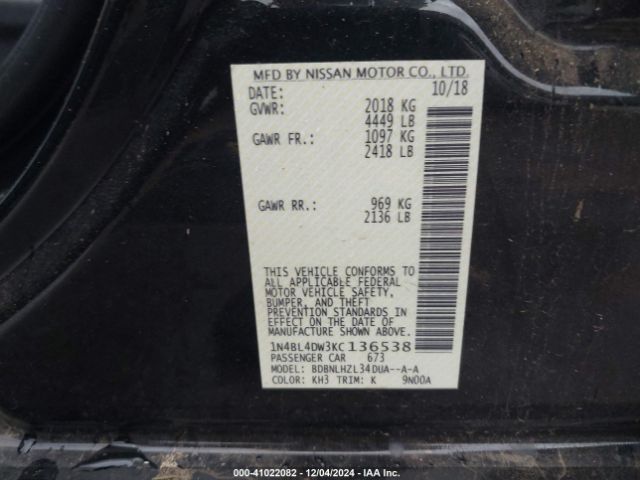 MFD BY NISSAN MOTOR CO., LTD.
DATE: 10/18
GVWR: 2018 KG
4449 LB
GAWR FR.: 1097 KG
2418 LB
GAWR RR.: 969 KG
2136 LB
THIS VEHICLE CONFORMS TO
ALL APPLICABLE FEDERAL
MOTOR VEHICLE SAFETY,
BUMPER, AND THEFT
PREVENTION STANDARDS IN
EFFECT ON THE DATE OF
MANUFACTURE SHOWN ABOVE.
1N4BL4DW3KC136538
PASSENGER CAR 673
MODEL: BDBNLHZL34DUA--A-A
COLOR: KH3 TRIM: K 9N00A
000-41022082 - 12/04/2024 - IAA Inc.